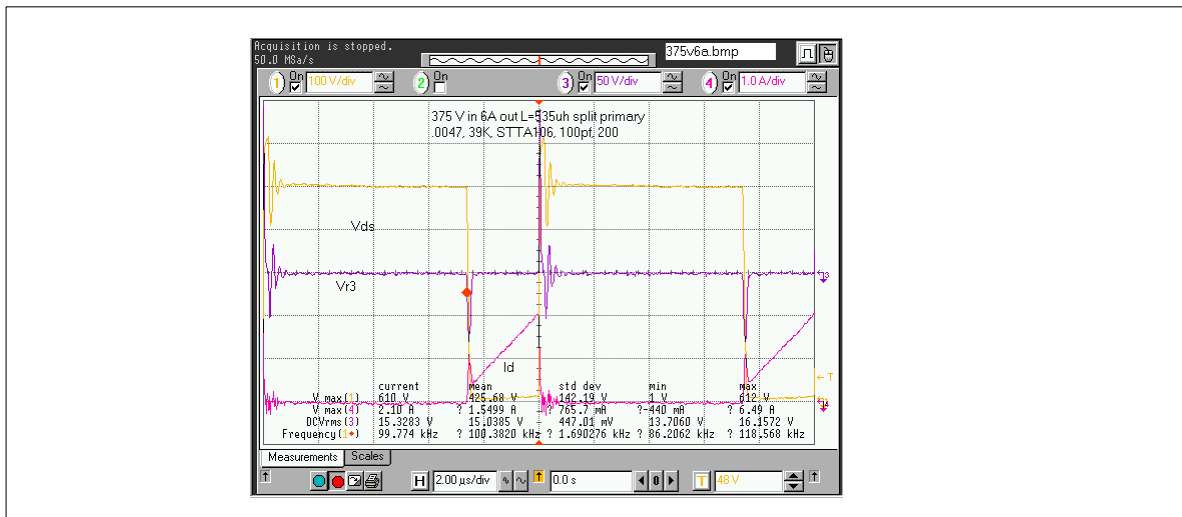 Acquisition is stopped.
50.0 MSa/s
375v6a.bmp
1 On 100 V/div 2 On 3 On 50 V/div 4 On 1.0 A/div
375 V in 6A out L=535uh split primary
.0047, 39K, STTA106, 100pf, 200
Vds
Vr3
Id
current mean std dev min max
V max(1) 610 V 425.68 V 142.19 V 1 V 612 V
V max(4) 2.10 A ? 1.5499 A ? 765.7 mA ?-440 mA ? 6.49 A
DCVrms(3) 15.3283 V 15.0385 V 447.01 mV 13.7060 V 16.1572 V
Frequency(1) 99.774 kHz ? 100.3820 kHz ? 1.690276 kHz ? 86.2062 kHz ? 118.568 kHz
Measurements Scales
H 2.00 µs/div 0.0 s 0 T 48 V